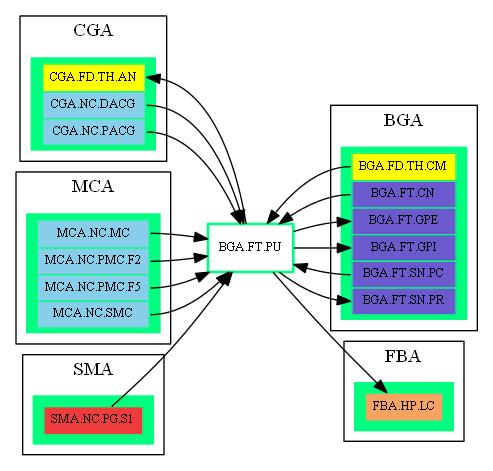 CGA
CGA.FD.TH.AN
CGA.NC.DACG
CGA.NC.PACG
MCA
MCA.NC.MC
MCA.NC.PMC.F2
MCA.NC.PMC.F5
MCA.NC.SMC
SMA
SMA.NC.PG.S1
BGA.FT.PU
BGA
BGA.FD.TH.CM
BGA.FT.CN
BGA.FT.GPE
BGA.FT.GPI
BGA.FT.SN.PC
BGA.FT.SN.PR
FBA
FBA.HP.LC